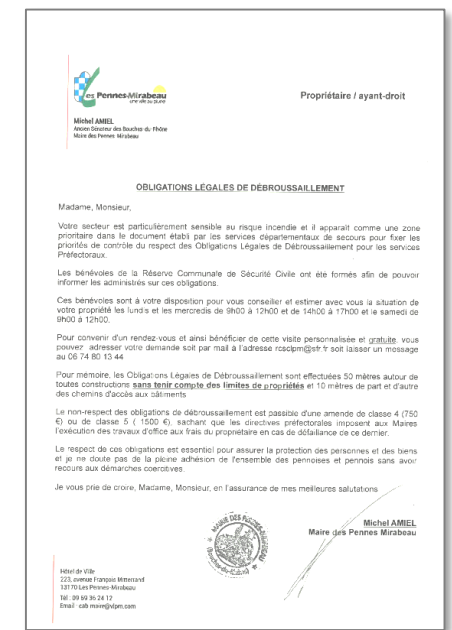 Les Pennes-Mirabeau
une ville au bon air
Propriétaire / ayant-droit
Michel AMIEL
Ancien Sénateur des Bouches du Rhône
Maire des Pennes Mirabeau
OBLIGATIONS LÉGALES DE DÉBROUSSAILLEMENT
Madame, Monsieur,
Votre secteur est particulièrement sensible au risque incendie et il apparaît comme une zone
prioritaire dans le document établi par les services départementaux de secours pour fixer les
priorités de contrôle du respect des Obligations Légales de Débroussaillement pour les services
Préfectoraux.
Les bénévoles de la Réserve Communale de Sécurité Civile ont été formés afin de pouvoir
informer les administrés sur ces obligations.
Ces bénévoles sont à votre disposition pour vous conseiller et estimer avec vous la situation de
votre propriété les lundis et les mercredis de 9h00 à 12h00 et de 14h00 à 17h00 et le samedi de
9h00 à 12h00.
Pour convenir d'un rendez-vous et ainsi bénéficier de cette visite personnalisée et gratuite, vous
pouvez adresser votre demande soit par mail à l'adresse rcsclpm@sfr.fr soit laisser un message
au 06 74 80 13 44
Pour mémoire, les Obligations Légales de Débroussaillement sont effectuées 50 mètres autour de
toutes constructions sans tenir compte des limites de propriétés et 10 mètres de part et d'autre
des chemins d'accès aux bâtiments
Le non-respect des obligations de débroussaillement est passible d'une amende de classe 4 (750
€) ou de classe 5 ( 1500 €), sachant que les directives préfectorales imposent aux Maires
l'exécution des travaux d'office aux frais du propriétaire en cas de défaillance de ce dernier.
Le respect de ces obligations est essentiel pour assurer la protection des personnes et des biens
et je ne doute pas de la pleine adhésion de l'ensemble des pennoises et pennois sans avoir
recours aux démarches coercitives.
Je vous prie de croire, Madame, Monsieur, en l'assurance de mes meilleures salutations
Michel AMIEL
Maire des Pennes Mirabeau
MAIRIE DES PENNES-MIRABEAU
Hôtel de Ville
223, avenue François Mitterrand
13170 Les Pennes-Mirabeau
Tél : 09 69 36 24 12
Email : cab.maire@vlpm.com